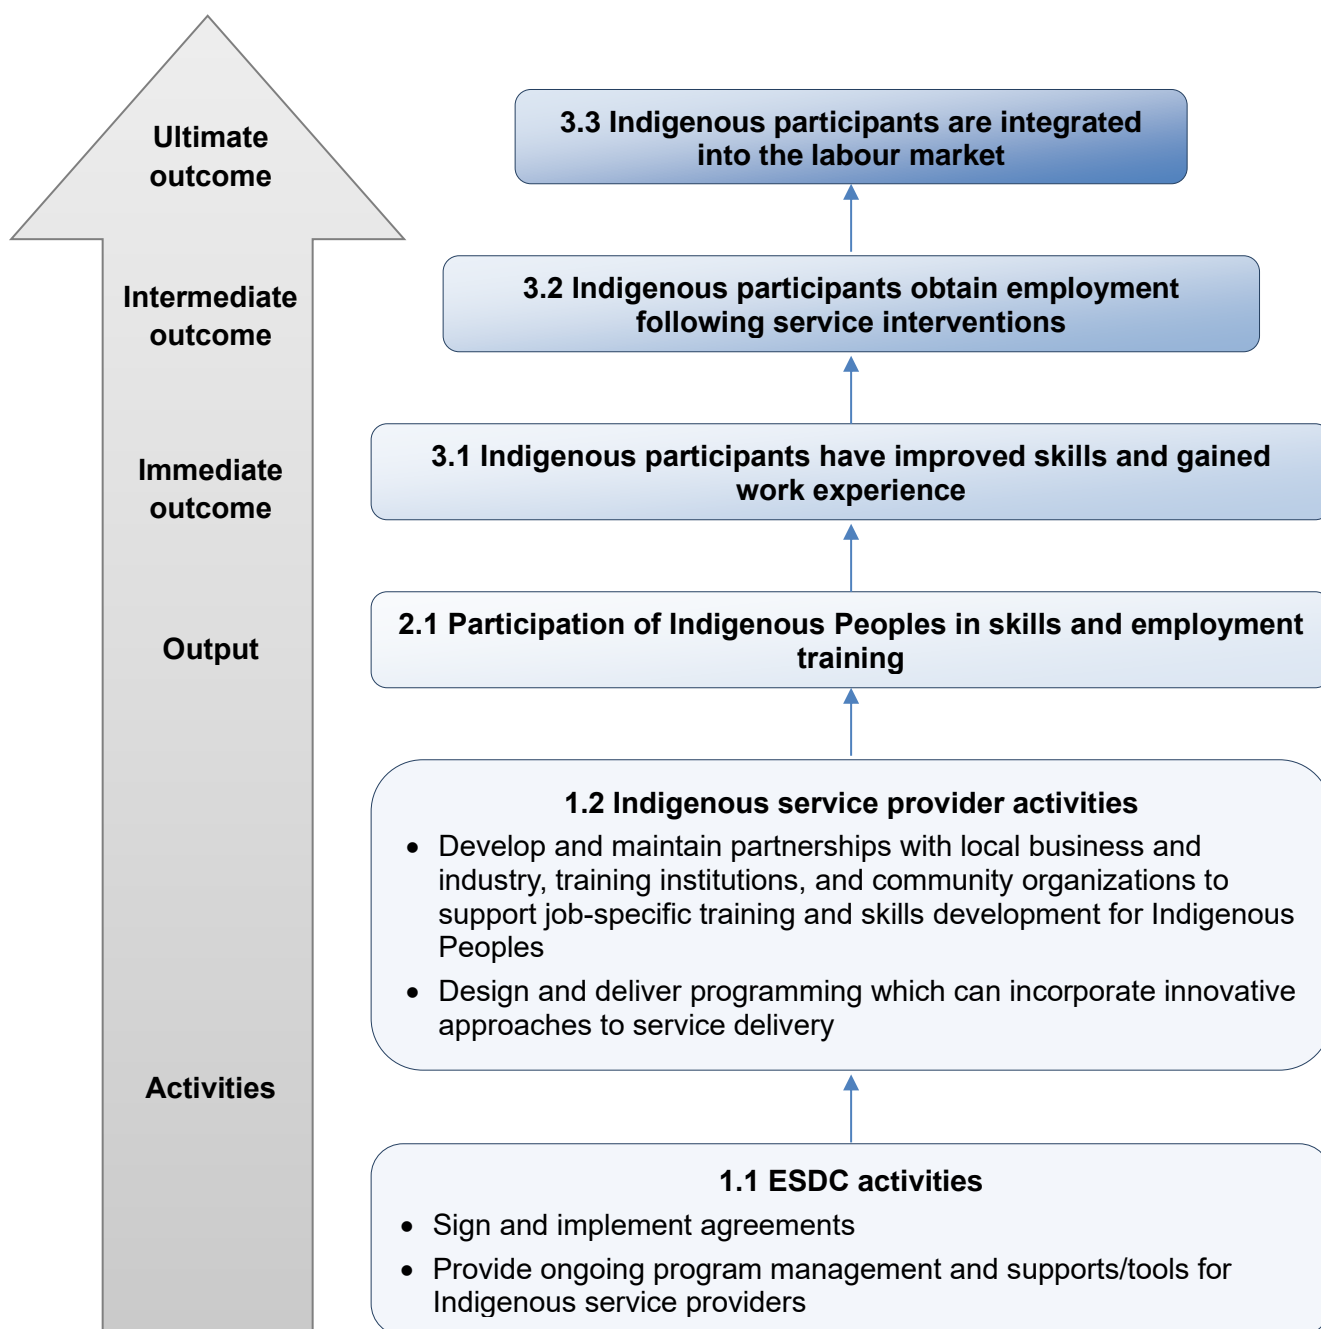 Ultimate
outcome
3.3 Indigenous participants are integrated
into the labour market
Intermediate
outcome
3.2 Indigenous participants obtain employment
following service interventions
Immediate
outcome
3.1 Indigenous participants have improved skills and gained
work experience
Output
2.1 Participation of Indigenous Peoples in skills and employment
training
Activities
1.2 Indigenous service provider activities
• Develop and maintain partnerships with local business and
industry, training institutions, and community organizations to
support job-specific training and skills development for Indigenous
Peoples
• Design and deliver programming which can incorporate innovative
approaches to service delivery
1.1 ESDC activities
• Sign and implement agreements
• Provide ongoing program management and supports/tools for
Indigenous service providers